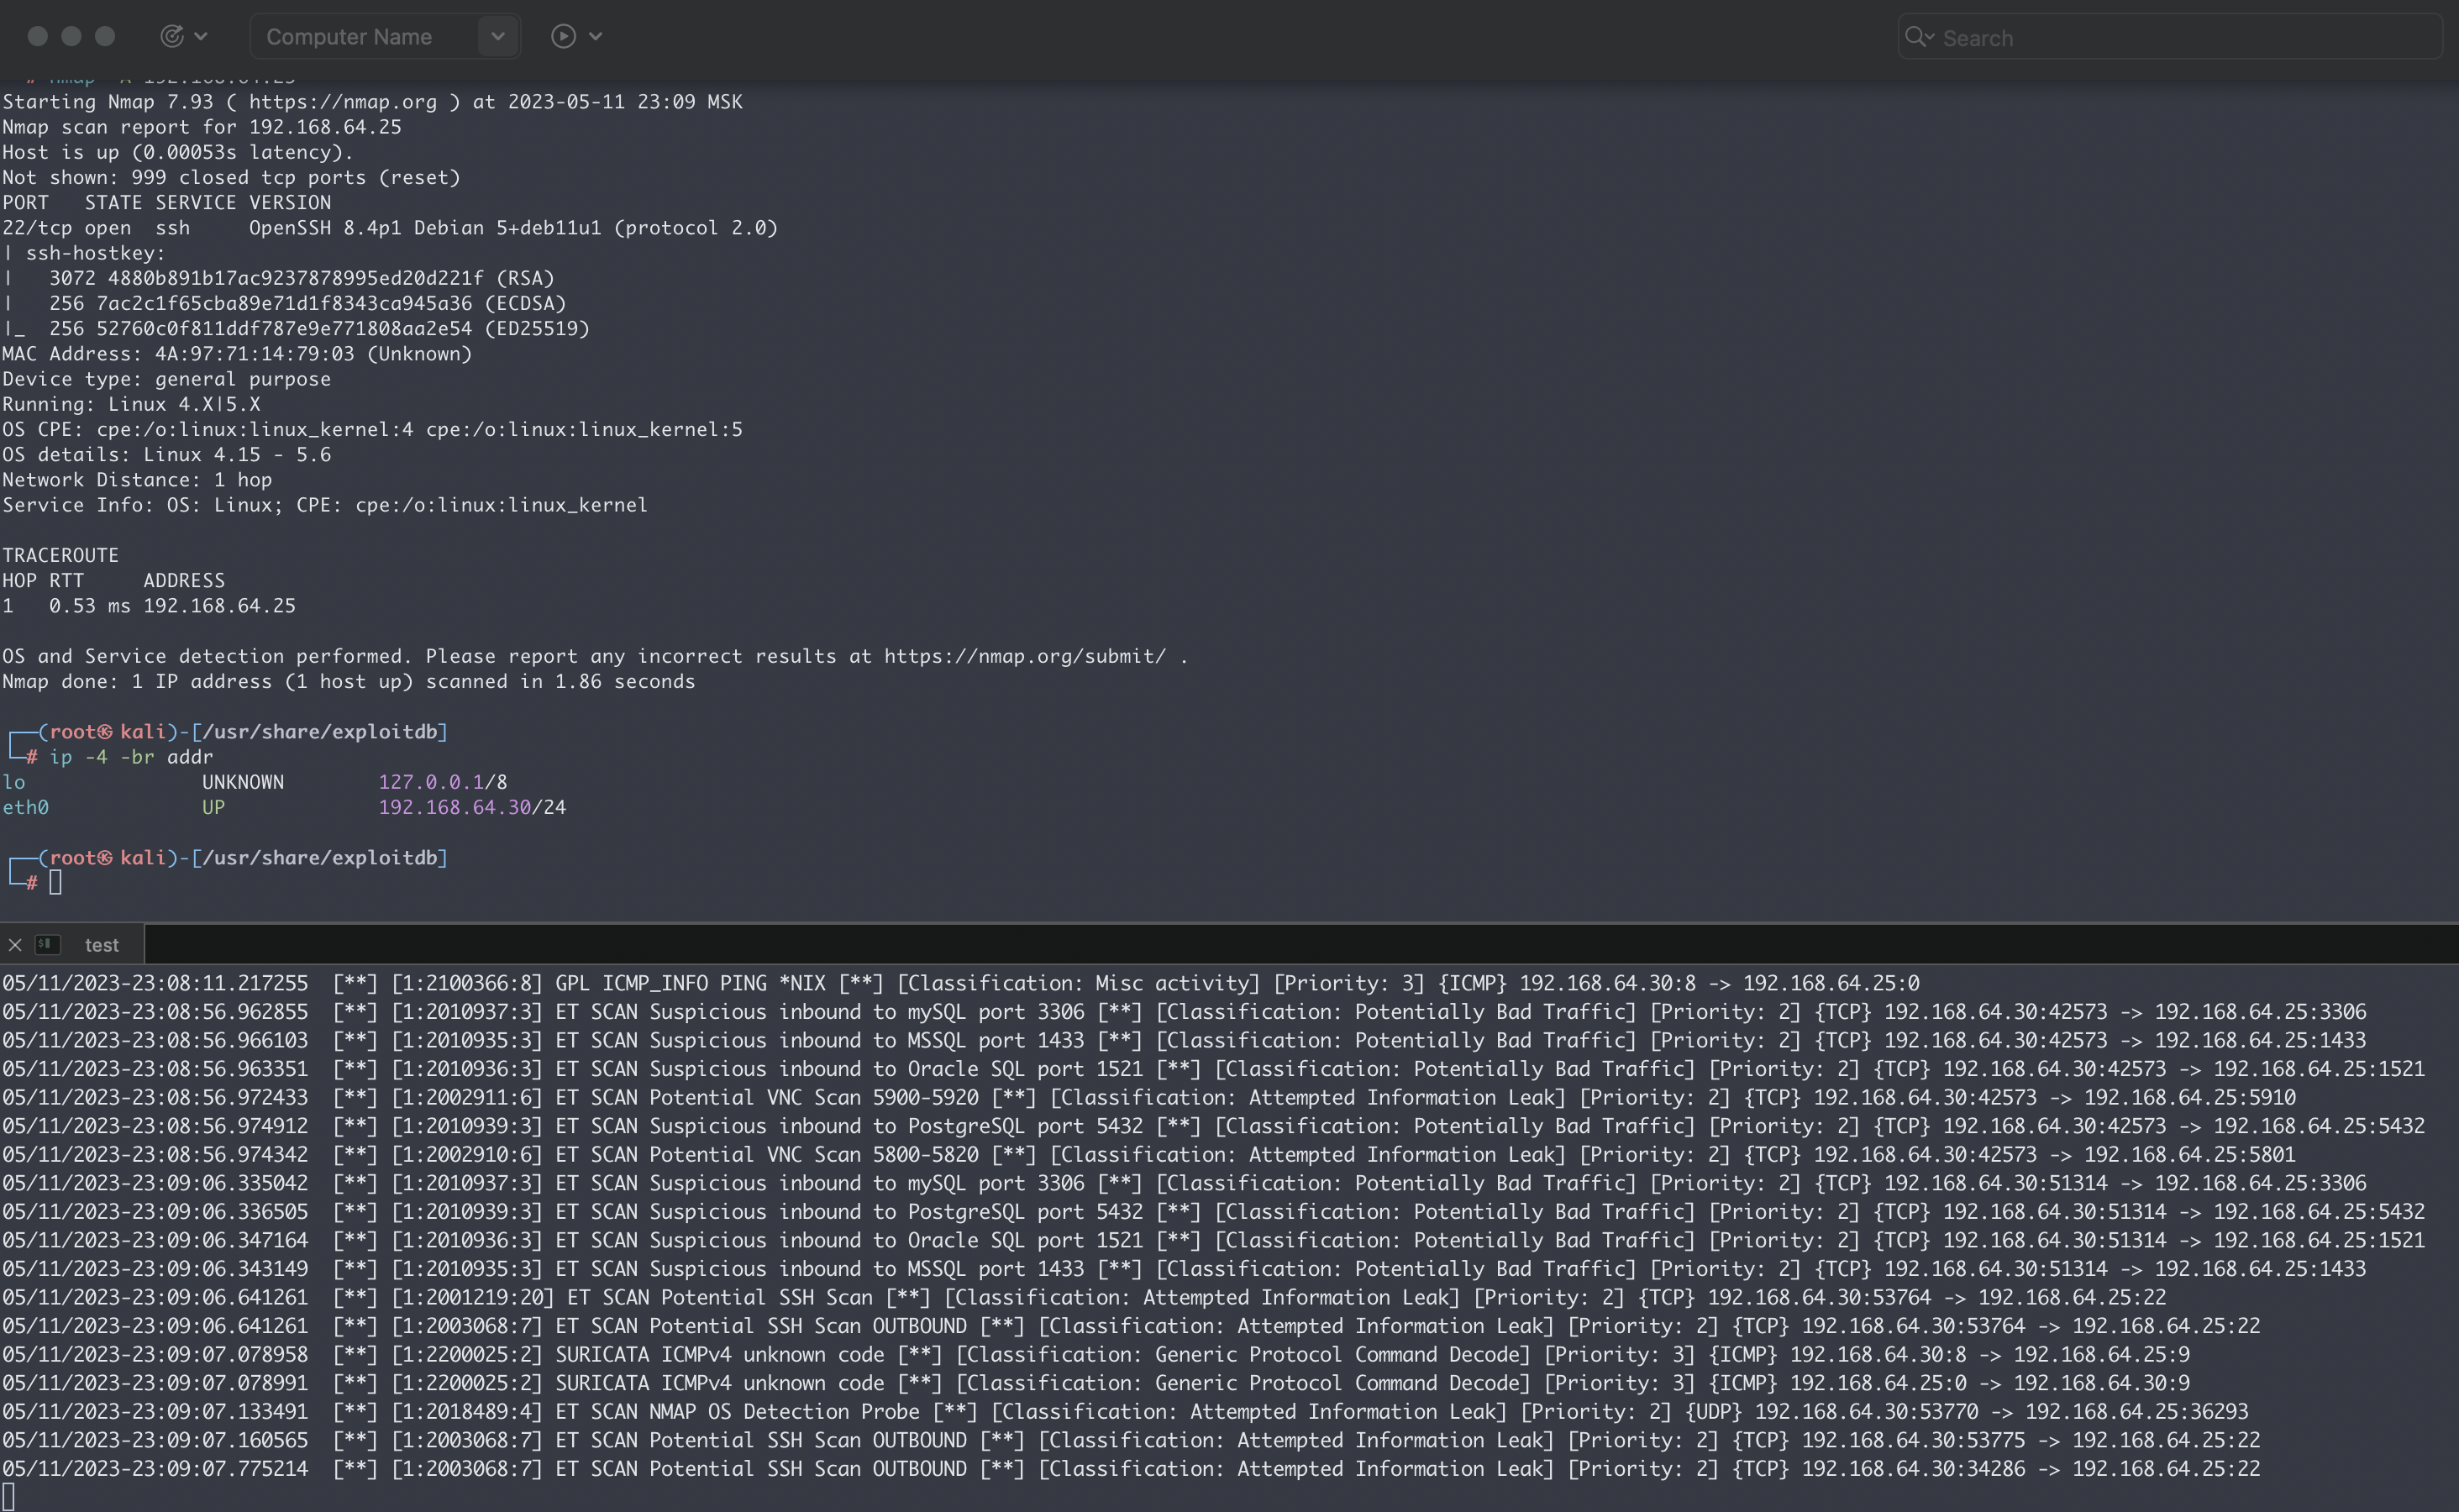 Computer Name
Search
# nmap -A 192.168.64.25
Starting Nmap 7.93 ( https://nmap.org ) at 2023-05-11 23:09 MSK
Nmap scan report for 192.168.64.25
Host is up (0.00053s latency).
Not shown: 999 closed tcp ports (reset)
PORT   STATE SERVICE VERSION
22/tcp open  ssh     OpenSSH 8.4p1 Debian 5+deb11u1 (protocol 2.0)
| ssh-hostkey:
|   3072 4880b891b17ac9237878995ed20d221f (RSA)
|   256 7ac2c1f65cba89e71d1f8343ca945a36 (ECDSA)
|_  256 52760c0f811ddf787e9e771808aa2e54 (ED25519)
MAC Address: 4A:97:71:14:79:03 (Unknown)
Device type: general purpose
Running: Linux 4.X|5.X
OS CPE: cpe:/o:linux:linux_kernel:4 cpe:/o:linux:linux_kernel:5
OS details: Linux 4.15 - 5.6
Network Distance: 1 hop
Service Info: OS: Linux; CPE: cpe:/o:linux:linux_kernel
TRACEROUTE
HOP RTT     ADDRESS
1   0.53 ms 192.168.64.25
OS and Service detection performed. Please report any incorrect results at https://nmap.org/submit/ .
Nmap done: 1 IP address (1 host up) scanned in 1.86 seconds
┌──(root㉿kali)-[/usr/share/exploitdb]
└─# ip -4 -br addr
lo               UNKNOWN        127.0.0.1/8
eth0             UP             192.168.64.30/24
┌──(root㉿kali)-[/usr/share/exploitdb]
└─#
test
05/11/2023-23:08:11.217255  [**] [1:2100366:8] GPL ICMP_INFO PING *NIX [**] [Classification: Misc activity] [Priority: 3] {ICMP} 192.168.64.30:8 -> 192.168.64.25:0
05/11/2023-23:08:56.962855  [**] [1:2010937:3] ET SCAN Suspicious inbound to mySQL port 3306 [**] [Classification: Potentially Bad Traffic] [Priority: 2] {TCP} 192.168.64.30:42573 -> 192.168.64.25:3306
05/11/2023-23:08:56.966103  [**] [1:2010935:3] ET SCAN Suspicious inbound to MSSQL port 1433 [**] [Classification: Potentially Bad Traffic] [Priority: 2] {TCP} 192.168.64.30:42573 -> 192.168.64.25:1433
05/11/2023-23:08:56.963351  [**] [1:2010936:3] ET SCAN Suspicious inbound to Oracle SQL port 1521 [**] [Classification: Potentially Bad Traffic] [Priority: 2] {TCP} 192.168.64.30:42573 -> 192.168.64.25:1521
05/11/2023-23:08:56.972433  [**] [1:2002911:6] ET SCAN Potential VNC Scan 5900-5920 [**] [Classification: Attempted Information Leak] [Priority: 2] {TCP} 192.168.64.30:42573 -> 192.168.64.25:5910
05/11/2023-23:08:56.974912  [**] [1:2010939:3] ET SCAN Suspicious inbound to PostgreSQL port 5432 [**] [Classification: Potentially Bad Traffic] [Priority: 2] {TCP} 192.168.64.30:42573 -> 192.168.64.25:5432
05/11/2023-23:08:56.974342  [**] [1:2002910:6] ET SCAN Potential VNC Scan 5800-5820 [**] [Classification: Attempted Information Leak] [Priority: 2] {TCP} 192.168.64.30:42573 -> 192.168.64.25:5801
05/11/2023-23:09:06.335042  [**] [1:2010937:3] ET SCAN Suspicious inbound to mySQL port 3306 [**] [Classification: Potentially Bad Traffic] [Priority: 2] {TCP} 192.168.64.30:51314 -> 192.168.64.25:3306
05/11/2023-23:09:06.336505  [**] [1:2010939:3] ET SCAN Suspicious inbound to PostgreSQL port 5432 [**] [Classification: Potentially Bad Traffic] [Priority: 2] {TCP} 192.168.64.30:51314 -> 192.168.64.25:5432
05/11/2023-23:09:06.347164  [**] [1:2010936:3] ET SCAN Suspicious inbound to Oracle SQL port 1521 [**] [Classification: Potentially Bad Traffic] [Priority: 2] {TCP} 192.168.64.30:51314 -> 192.168.64.25:1521
05/11/2023-23:09:06.343149  [**] [1:2010935:3] ET SCAN Suspicious inbound to MSSQL port 1433 [**] [Classification: Potentially Bad Traffic] [Priority: 2] {TCP} 192.168.64.30:51314 -> 192.168.64.25:1433
05/11/2023-23:09:06.641261  [**] [1:2001219:20] ET SCAN Potential SSH Scan [**] [Classification: Attempted Information Leak] [Priority: 2] {TCP} 192.168.64.30:53764 -> 192.168.64.25:22
05/11/2023-23:09:06.641261  [**] [1:2003068:7] ET SCAN Potential SSH Scan OUTBOUND [**] [Classification: Attempted Information Leak] [Priority: 2] {TCP} 192.168.64.30:53764 -> 192.168.64.25:22
05/11/2023-23:09:07.078958  [**] [1:2200025:2] SURICATA ICMPv4 unknown code [**] [Classification: Generic Protocol Command Decode] [Priority: 3] {ICMP} 192.168.64.30:8 -> 192.168.64.25:9
05/11/2023-23:09:07.078991  [**] [1:2200025:2] SURICATA ICMPv4 unknown code [**] [Classification: Generic Protocol Command Decode] [Priority: 3] {ICMP} 192.168.64.25:0 -> 192.168.64.30:9
05/11/2023-23:09:07.133491  [**] [1:2018489:4] ET SCAN NMAP OS Detection Probe [**] [Classification: Attempted Information Leak] [Priority: 2] {UDP} 192.168.64.30:53770 -> 192.168.64.25:36293
05/11/2023-23:09:07.160565  [**] [1:2003068:7] ET SCAN Potential SSH Scan OUTBOUND [**] [Classification: Attempted Information Leak] [Priority: 2] {TCP} 192.168.64.30:53775 -> 192.168.64.25:22
05/11/2023-23:09:07.775214  [**] [1:2003068:7] ET SCAN Potential SSH Scan OUTBOUND [**] [Classification: Attempted Information Leak] [Priority: 2] {TCP} 192.168.64.30:34286 -> 192.168.64.25:22